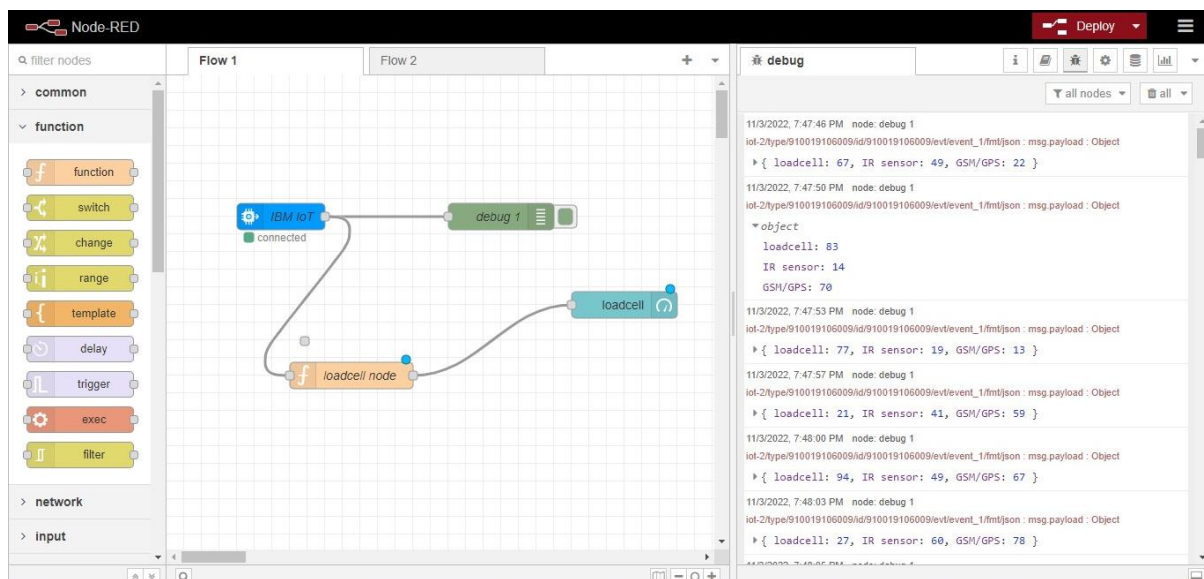 Node-RED
Deploy
filter nodes
Flow 1
Flow 2
debug
i
all nodes
all
common
function
function
switch
change
range
template
delay
trigger
exec
filter
network
input
IBM IoT
connected
debug 1
loadcell
loadcell node
11/3/2022, 7:47:46 PM node: debug 1
iot-2/type/910019106009/id/910019106009/evt/event_1/fmt/json : msg.payload : Object
{ loadcell: 67, IR sensor: 49, GSM/GPS: 22 }
11/3/2022, 7:47:50 PM node: debug 1
iot-2/type/910019106009/id/910019106009/evt/event_1/fmt/json : msg.payload : Object
object
loadcell: 83
IR sensor: 14
GSM/GPS: 70
11/3/2022, 7:47:53 PM node: debug 1
iot-2/type/910019106009/id/910019106009/evt/event_1/fmt/json : msg.payload : Object
{ loadcell: 77, IR sensor: 19, GSM/GPS: 13 }
11/3/2022, 7:47:57 PM node: debug 1
iot-2/type/910019106009/id/910019106009/evt/event_1/fmt/json : msg.payload : Object
{ loadcell: 21, IR sensor: 41, GSM/GPS: 59 }
11/3/2022, 7:48:00 PM node: debug 1
iot-2/type/910019106009/id/910019106009/evt/event_1/fmt/json : msg.payload : Object
{ loadcell: 94, IR sensor: 49, GSM/GPS: 67 }
11/3/2022, 7:48:03 PM node: debug 1
iot-2/type/910019106009/id/910019106009/evt/event_1/fmt/json : msg.payload : Object
{ loadcell: 27, IR sensor: 60, GSM/GPS: 78 }